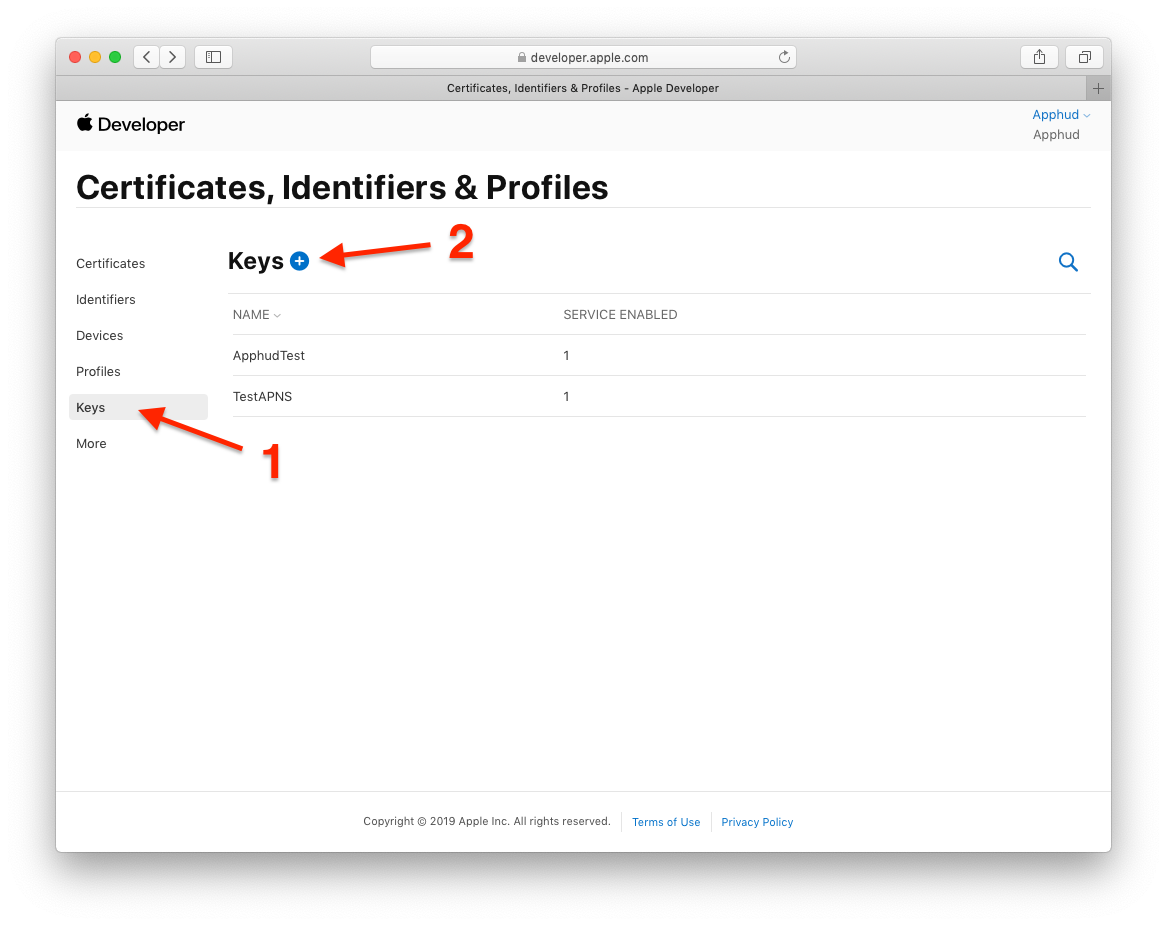 developer.apple.com
Certificates, Identifiers & Profiles - Apple Developer
Developer
Apphud
Apphud
Certificates, Identifiers & Profiles
Certificates
Identifiers
Devices
Profiles
Keys
More
Keys
2
NAME SERVICE ENABLED
ApphudTest 1
TestAPNS 1
1
Copyright © 2019 Apple Inc. All rights reserved. Terms of Use Privacy Policy